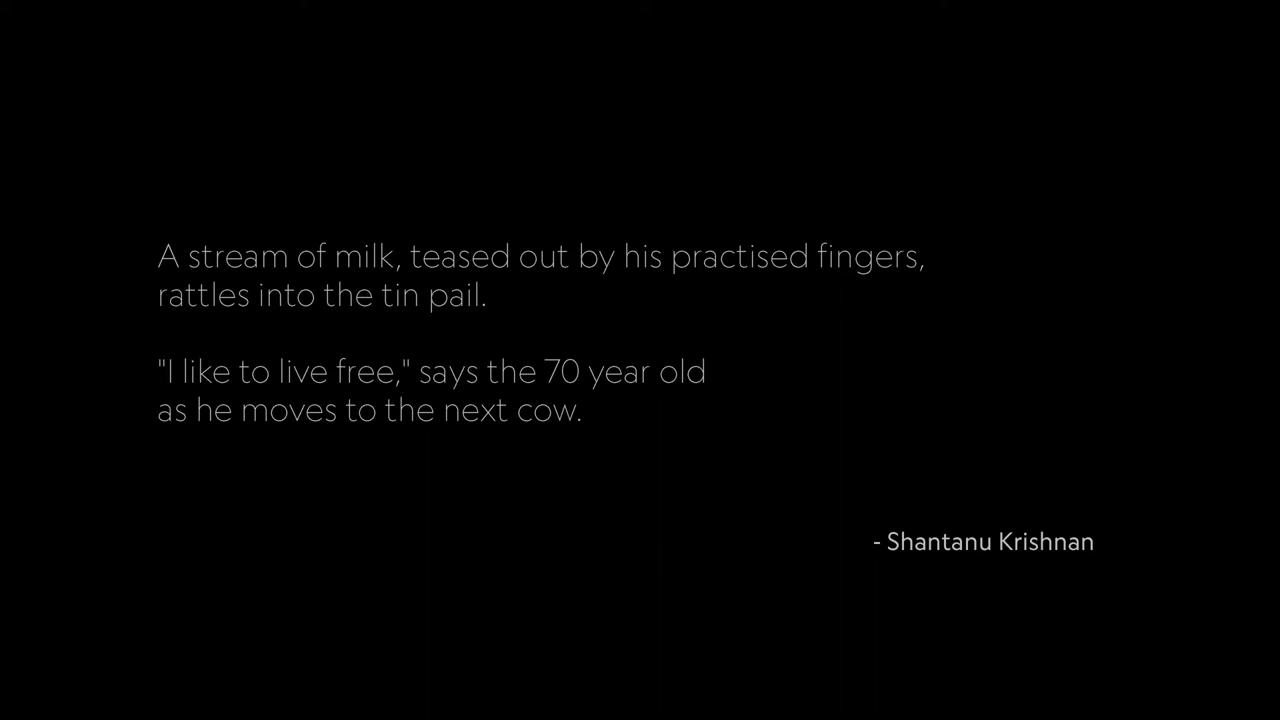 A stream of milk, teased out by his practised fingers,
rattles into the tin pail.
"I like to live free," says the 70 year old
as he moves to the next cow.
- Shantanu Krishnan